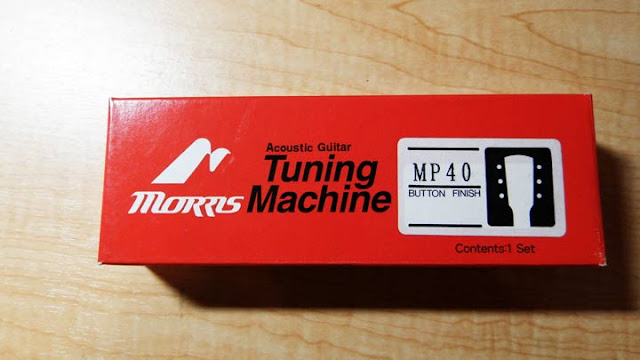 MORRIS
Acoustic Guitar
Tuning
Machine
MP40
BUTTON FINISH
Contents:1 Set